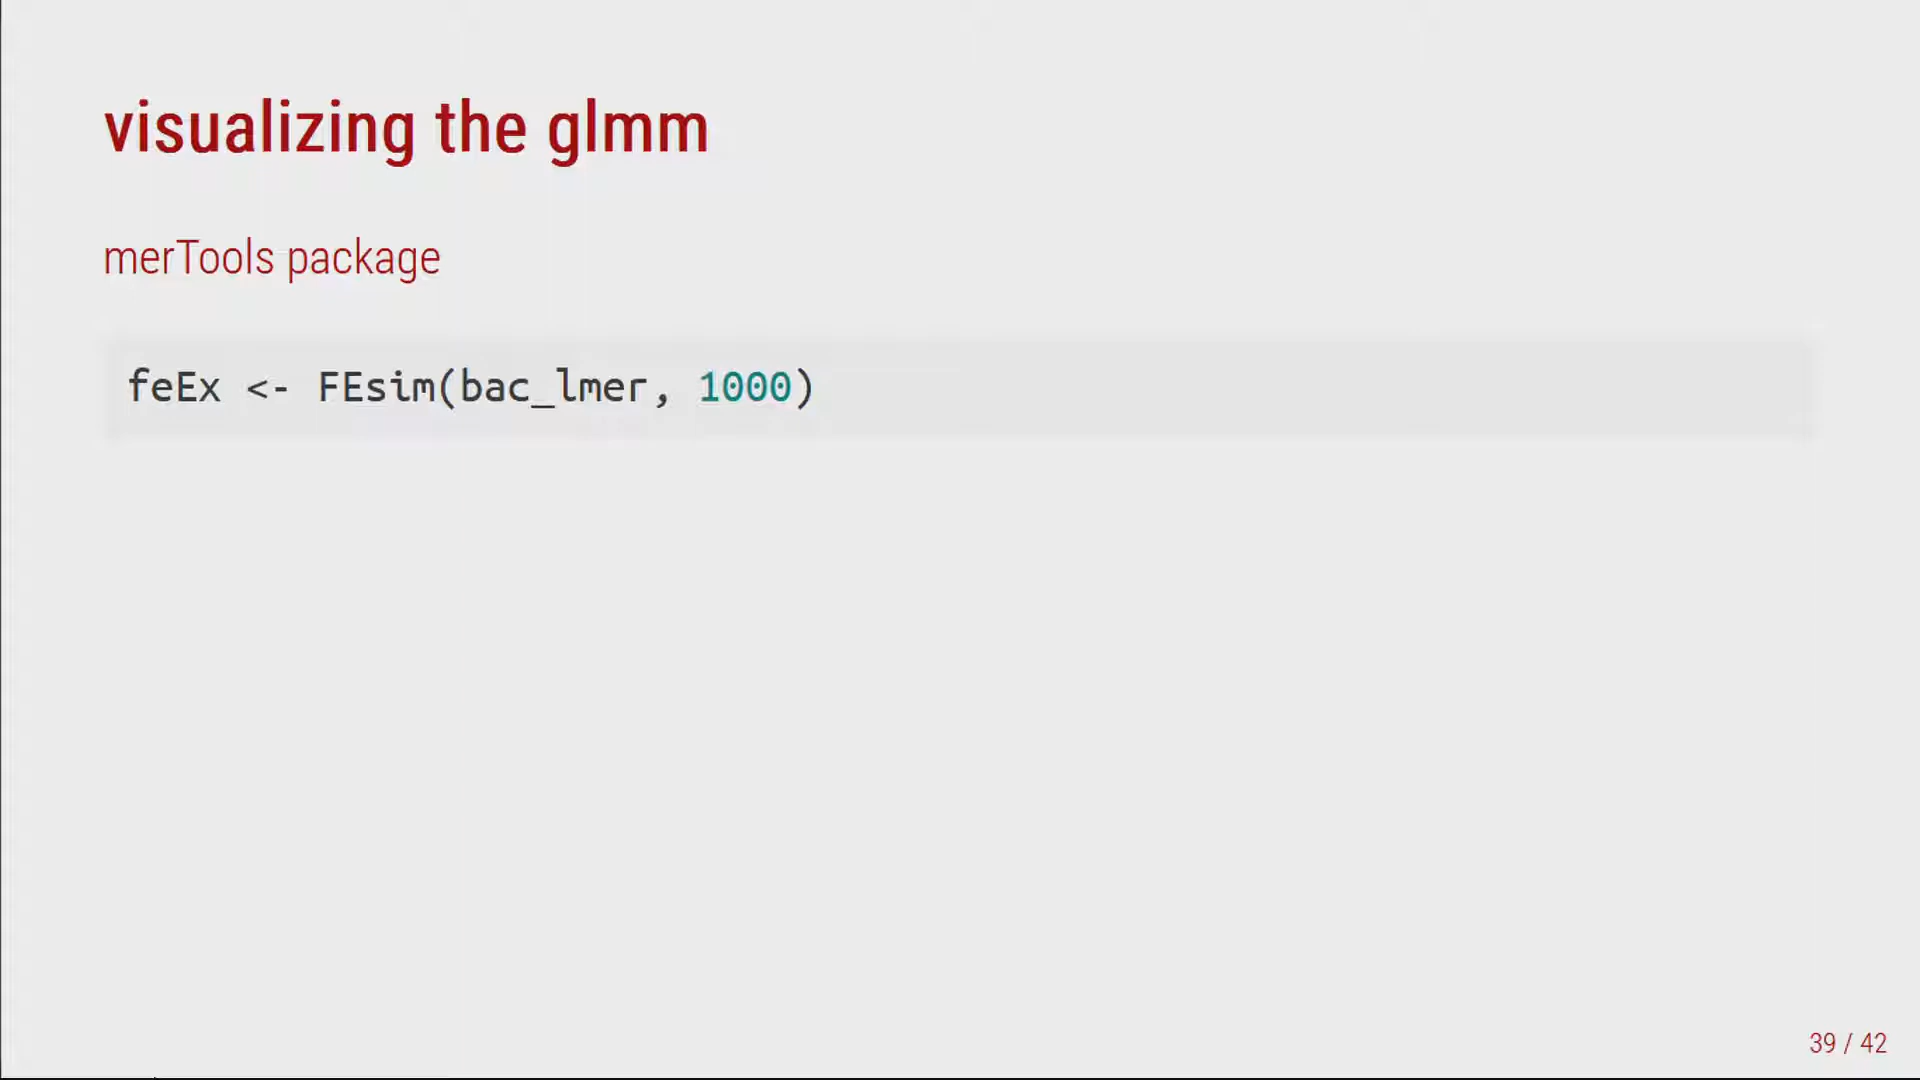 visualizing the glmm
merTools package
feEx <- FEsim(bac_lmer, 1000)
39 / 42